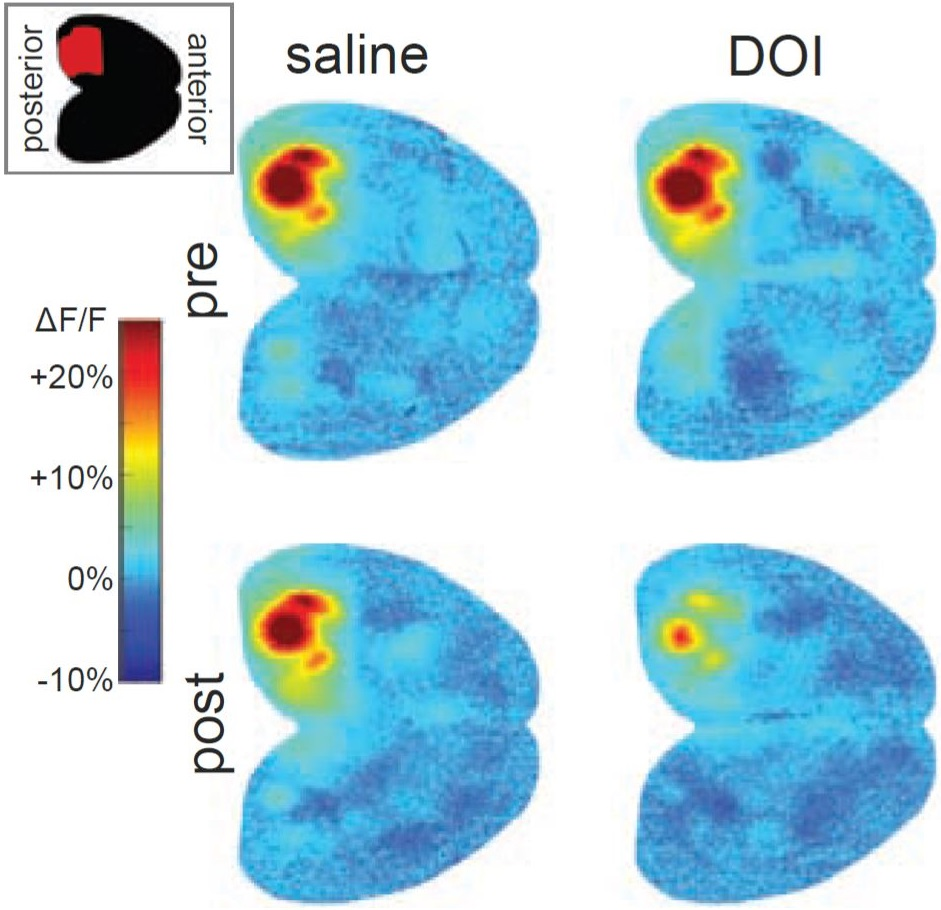 posterior
anterior
saline
DOI
pre
ΔF/F
+20%
+10%
0%
-10%
post